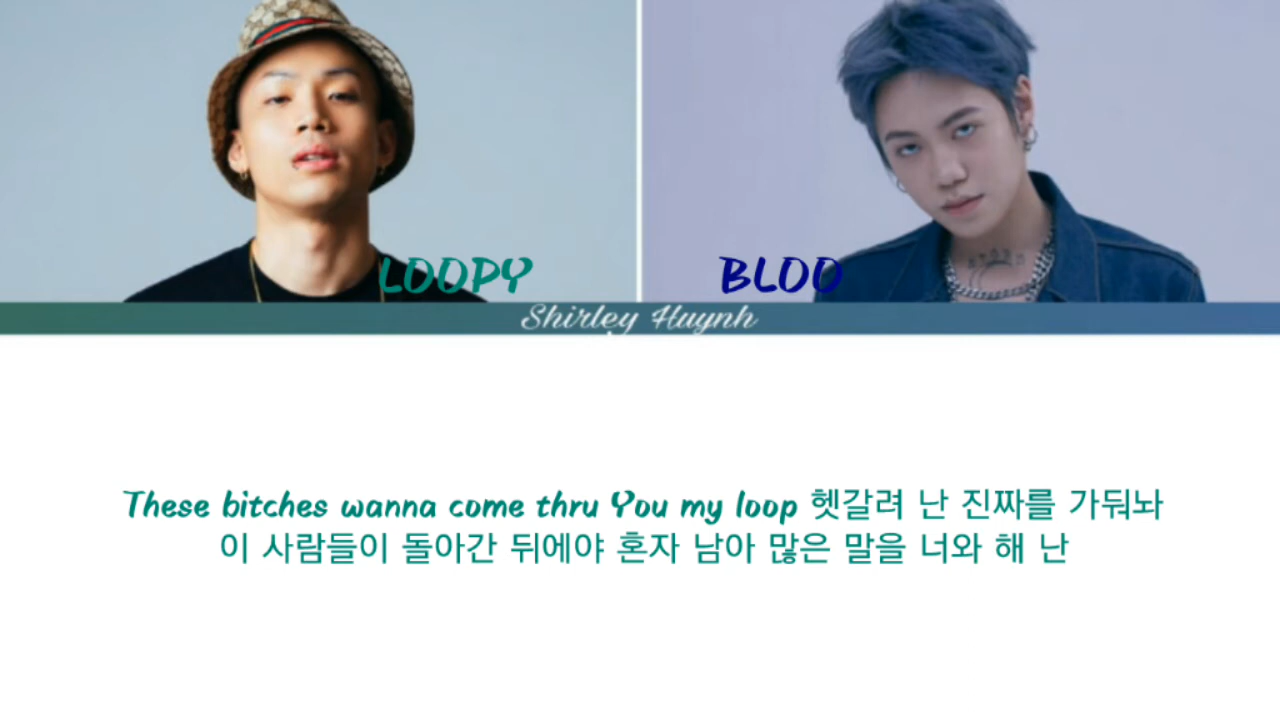 LOOPY
BLOO
Shirley Huynh
These bitches wanna come thru You my loop 헷갈려 난 진짜를 가둬놔
이 사람들이 돌아간 뒤에야 혼자 남아 많은 말을 너와 해 난